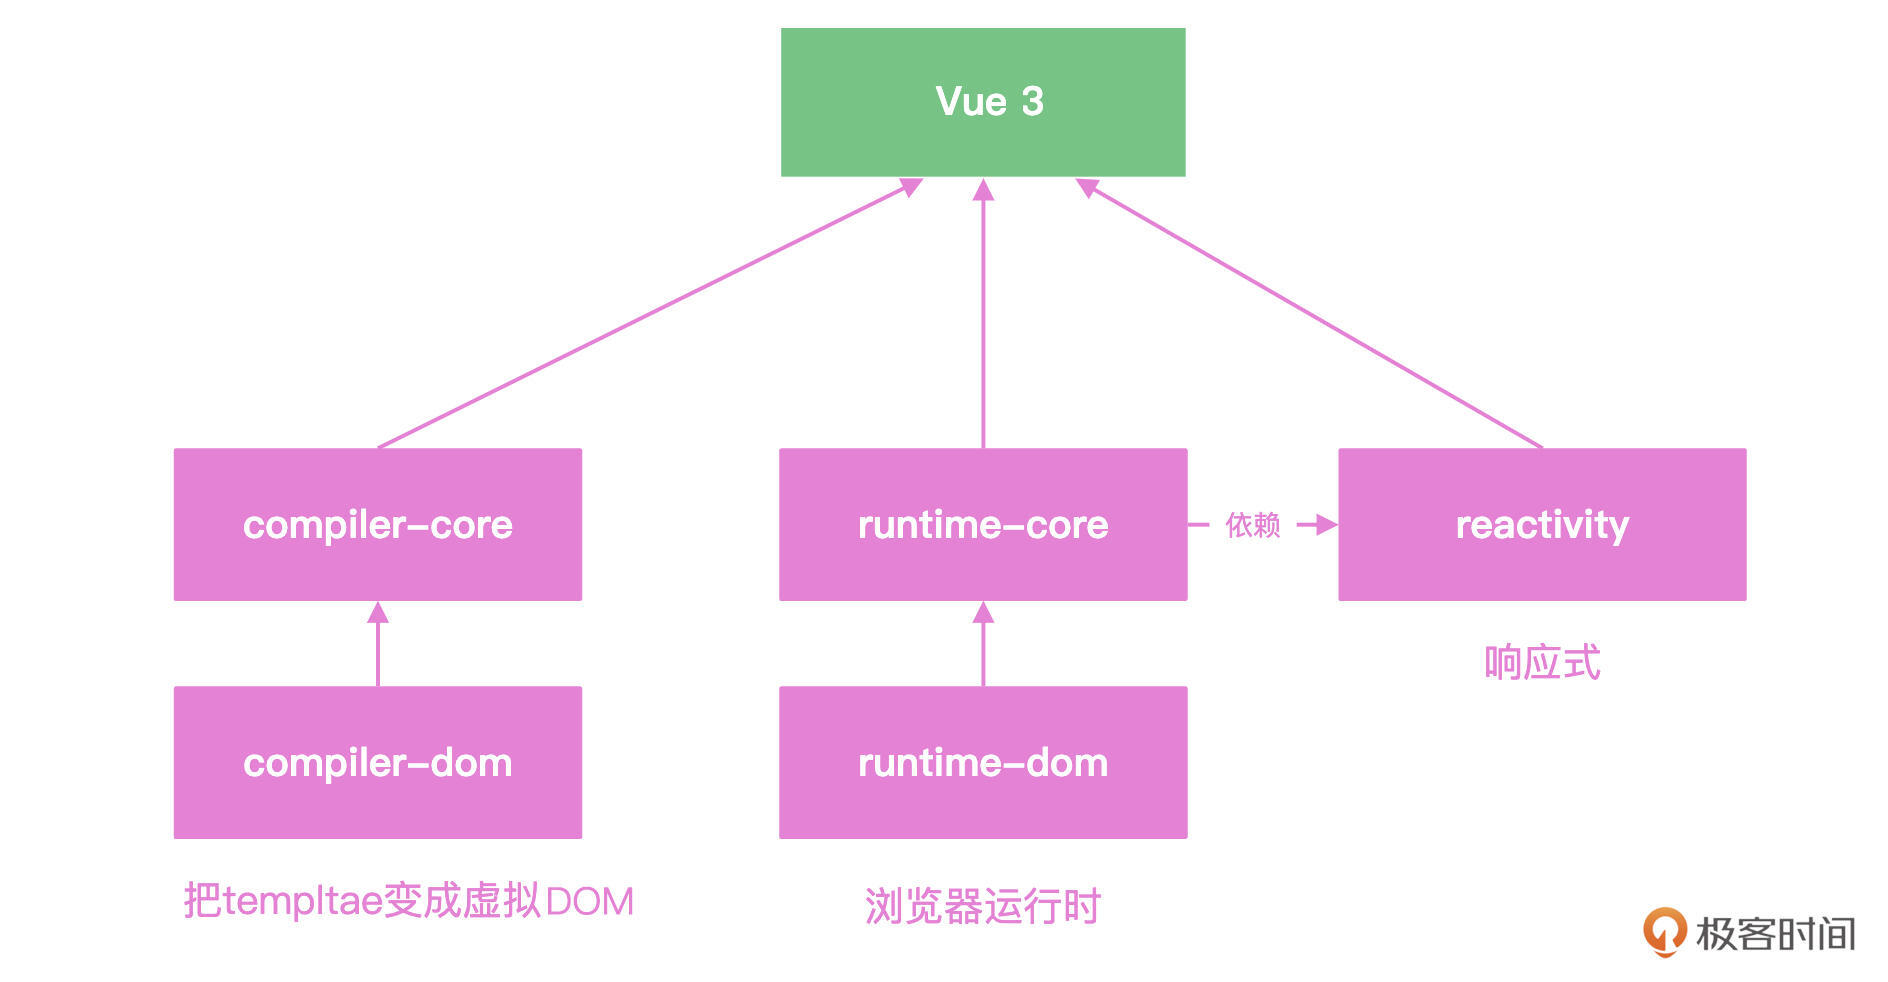 Vue 3
compiler-core
runtime-core
依赖
reactivity
响应式
compiler-dom
runtime-dom
把templtae变成虚拟DOM
浏览器运行时
极客时间